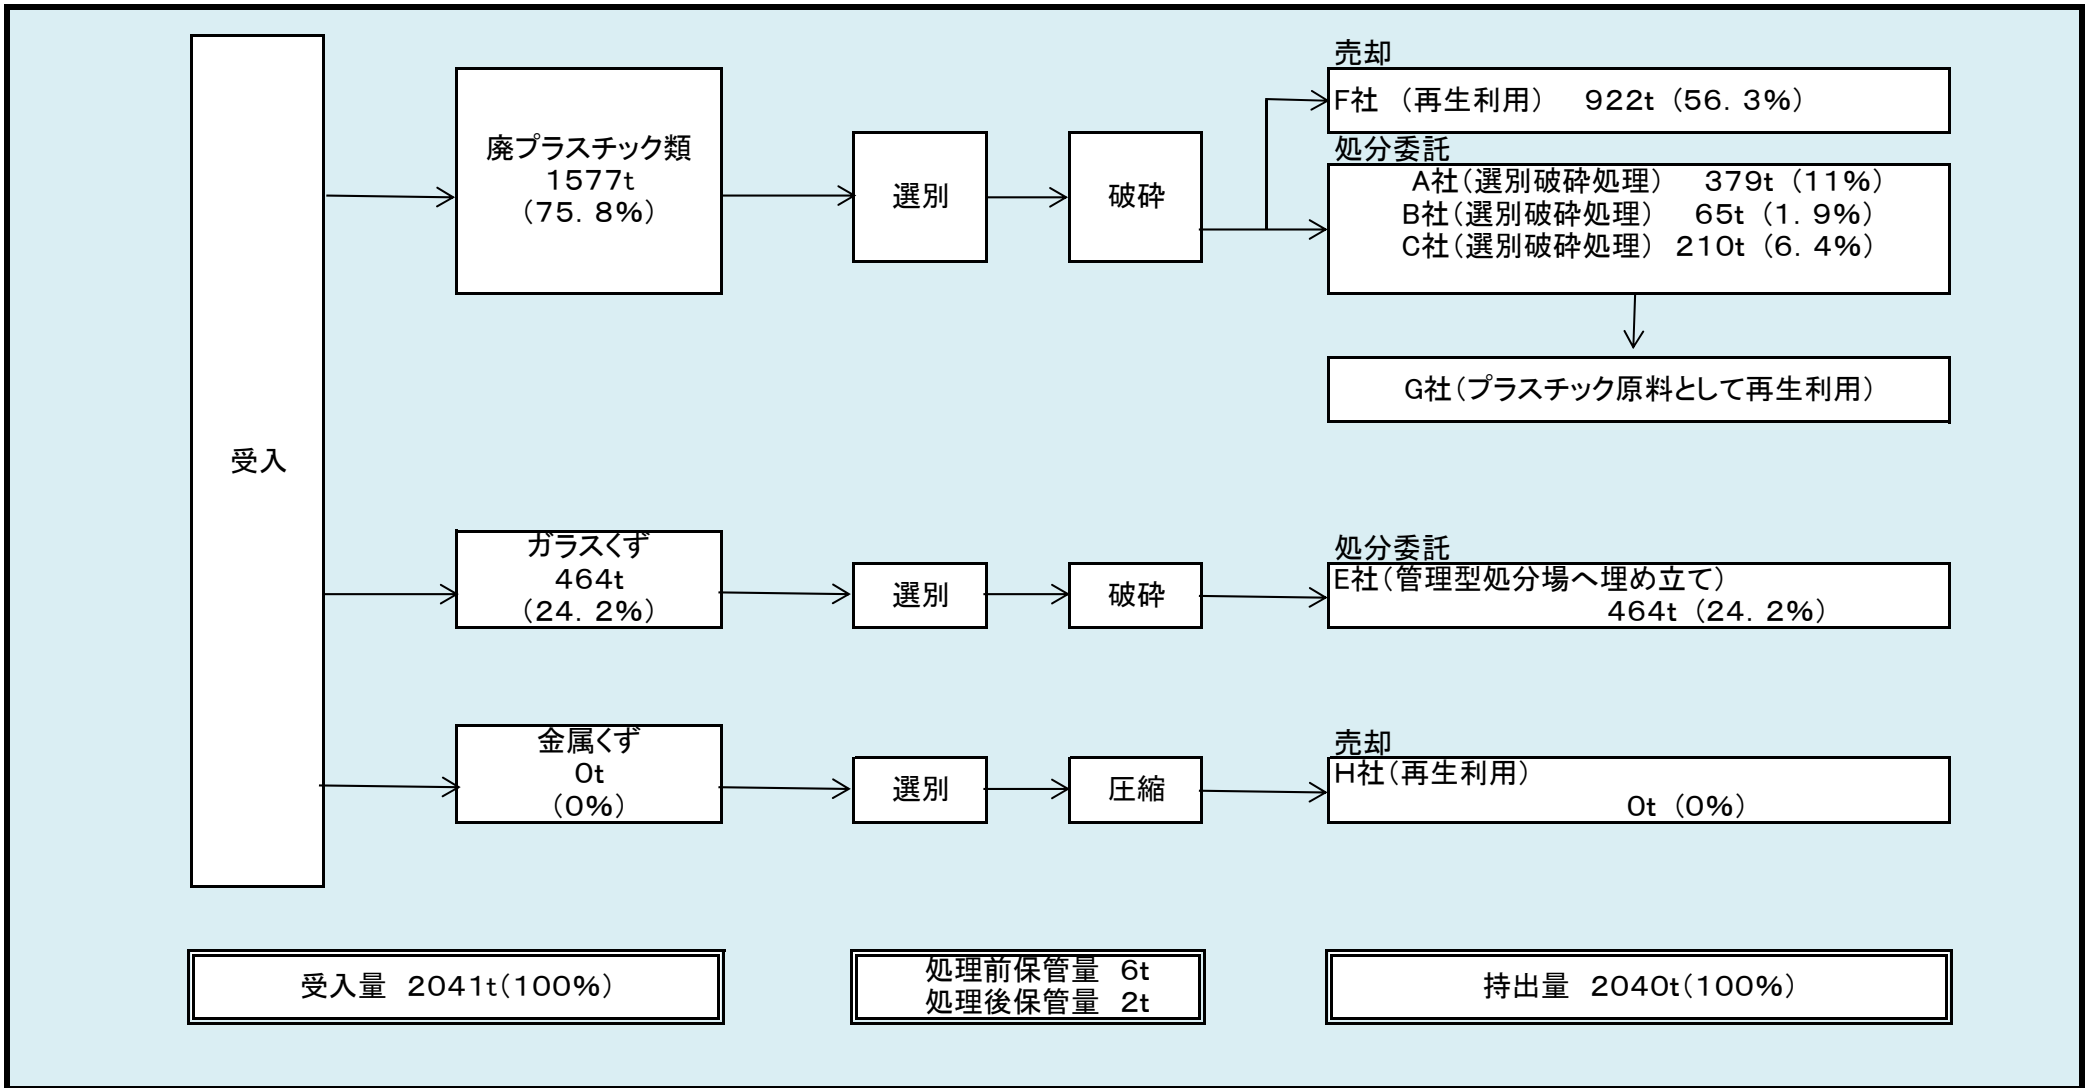 受入
廃プラスチック類
1577t
(75．8%)
選別
破砕
売却
F社 (再生利用) 922t (56．3%)
処分委託
A社(選別破砕処理) 379t (11%)
B社(選別破砕処理) 65t (1．9%)
C社(選別破砕処理) 210t (6．4%)
G社(プラスチック原料として再生利用)
ガラスくず
464t
(24．2%)
選別
破砕
処分委託
E社(管理型処分場へ埋め立て)
464t (24．2%)
金属くず
0t
(0%)
選別
圧縮
売却
H社(再生利用)
0t (0%)
受入量 2041t(100%)
処理前保管量 6t
処理後保管量 2t
持出量 2040t(100%)